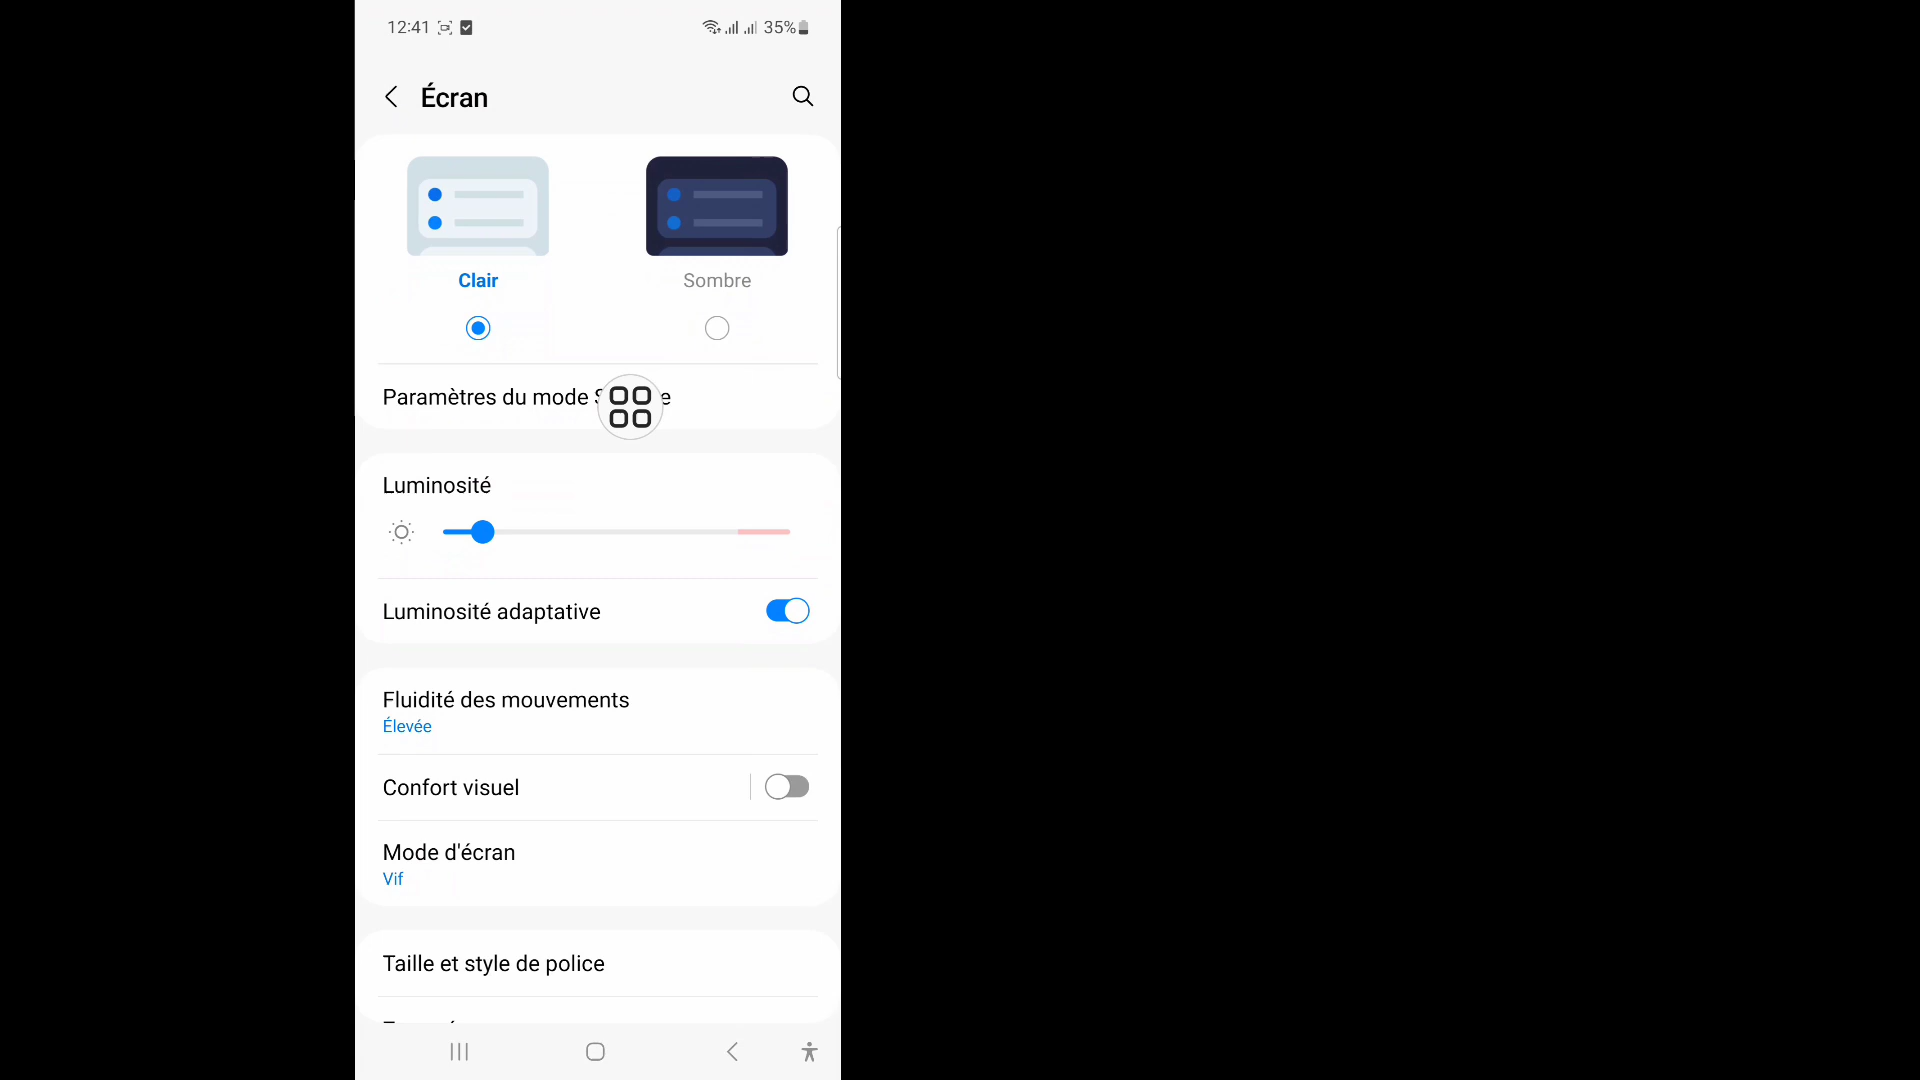 12:41 35%
Écran
Clair
Sombre
Paramètres du mode S e
Luminosité
Luminosité adaptative
Fluidité des mouvements
Élevée
Confort visuel
Mode d'écran
Vif
Taille et style de police